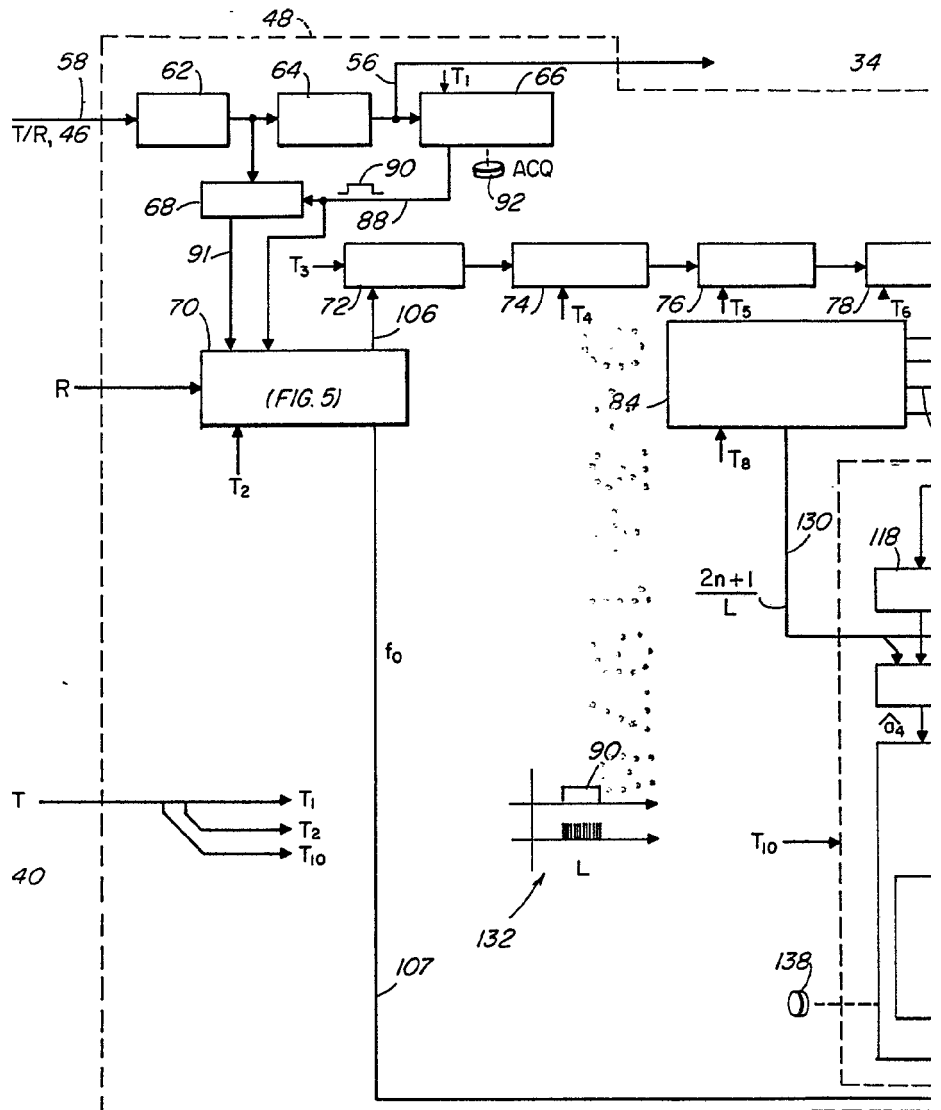 48
58
62
64
56
T₁
66
34
T/R, 46
90
ACQ
92
68
88
91
T₃
72
74
76
78
70
106
T₄
T₅
T₆
R
(FIG. 5)
84
T₂
T₈
130
118
2n+1
L
f₀
â₄
90
T
T₁
T₂
T₁₀
T₁₀
40
L
132
107
138